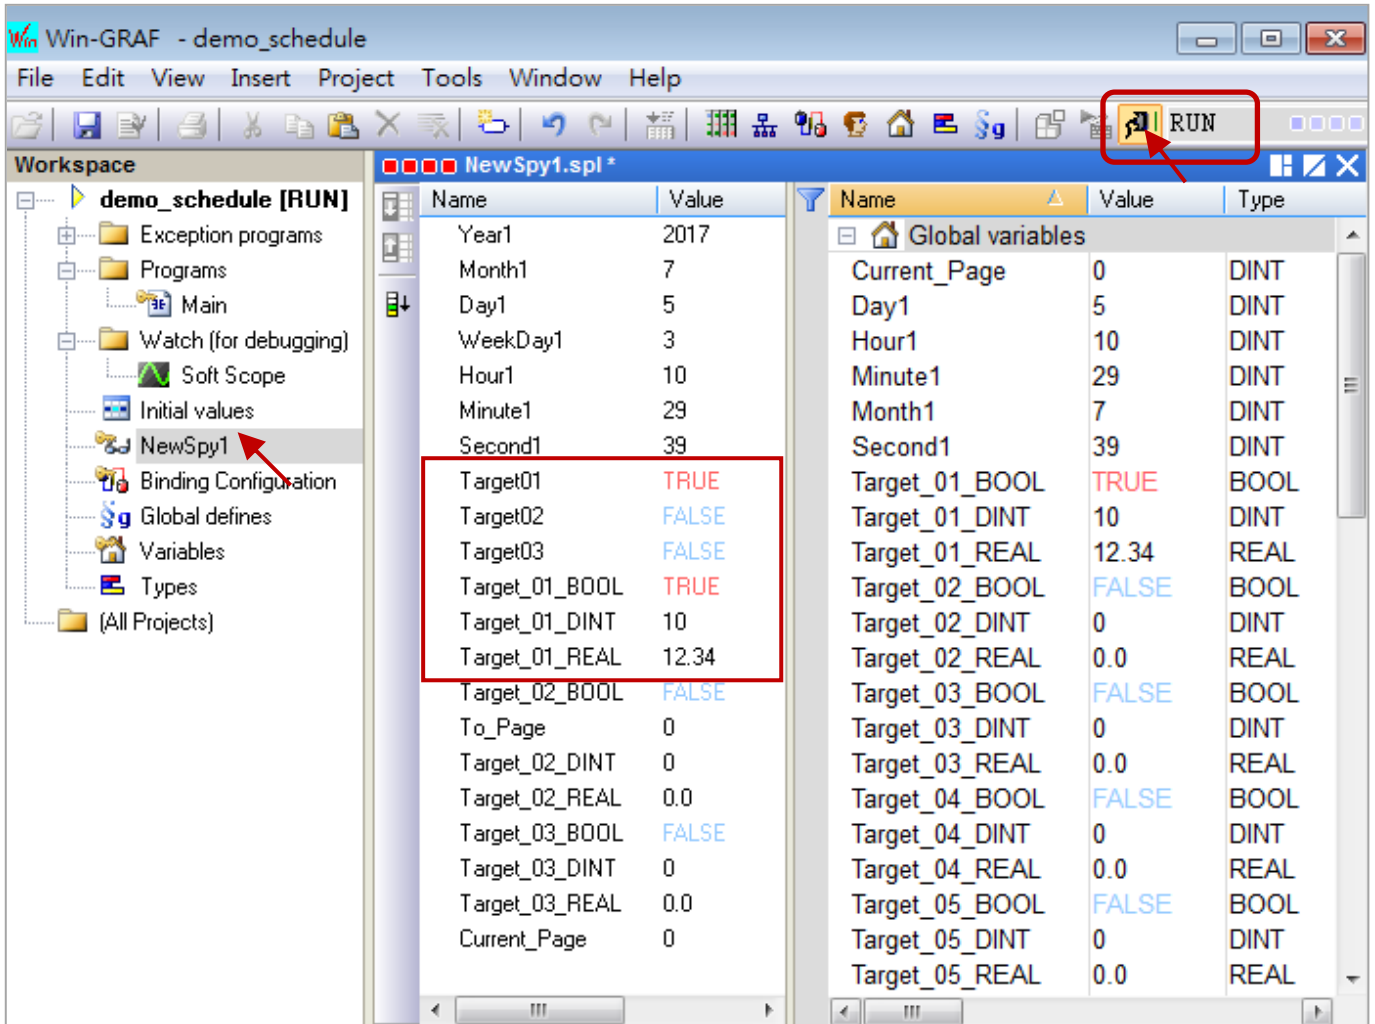 Win Win-GRAF - demo_schedule
File Edit View Insert Project Tools Window Help
RUN
Workspace
demo_schedule [RUN]
Exception programs
Programs
Main
Watch (for debugging)
Soft Scope
Initial values
NewSpy1
Binding Configuration
Global defines
Variables
Types
(All Projects)
NewSpy1.spl *
Name Value
Year1 2017
Month1 7
Day1 5
WeekDay1 3
Hour1 10
Minute1 29
Second1 39
Target01 TRUE
Target02 FALSE
Target03 FALSE
Target_01_BOOL TRUE
Target_01_DINT 10
Target_01_REAL 12.34
Target_02_BOOL FALSE
To_Page 0
Target_02_DINT 0
Target_02_REAL 0.0
Target_03_BOOL FALSE
Target_03_DINT 0
Target_03_REAL 0.0
Current_Page 0
Name Value Type
Global variables
Current_Page 0 DINT
Day1 5 DINT
Hour1 10 DINT
Minute1 29 DINT
Month1 7 DINT
Second1 39 DINT
Target_01_BOOL TRUE BOOL
Target_01_DINT 10 DINT
Target_01_REAL 12.34 REAL
Target_02_BOOL FALSE BOOL
Target_02_DINT 0 DINT
Target_02_REAL 0.0 REAL
Target_03_BOOL FALSE BOOL
Target_03_DINT 0 DINT
Target_03_REAL 0.0 REAL
Target_04_BOOL FALSE BOOL
Target_04_DINT 0 DINT
Target_04_REAL 0.0 REAL
Target_05_BOOL FALSE BOOL
Target_05_DINT 0 DINT
Target_05_REAL 0.0 REAL